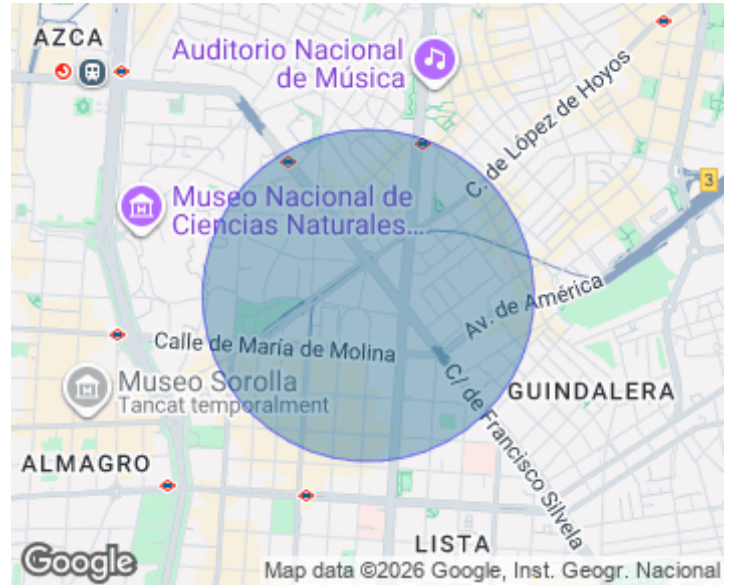 AZCA
Auditorio Nacional
de Música
C. de López de Hoyos
3
Museo Nacional de
Ciencias Naturales...
Av. de América
Calle de María de Molina
Museo Sorolla
Tancat temporalment
GUINDALERA
C/ de Francisco Silvela
ALMAGRO
LISTA
Google
Map data ©2026 Google, Inst. Geogr. Nacional